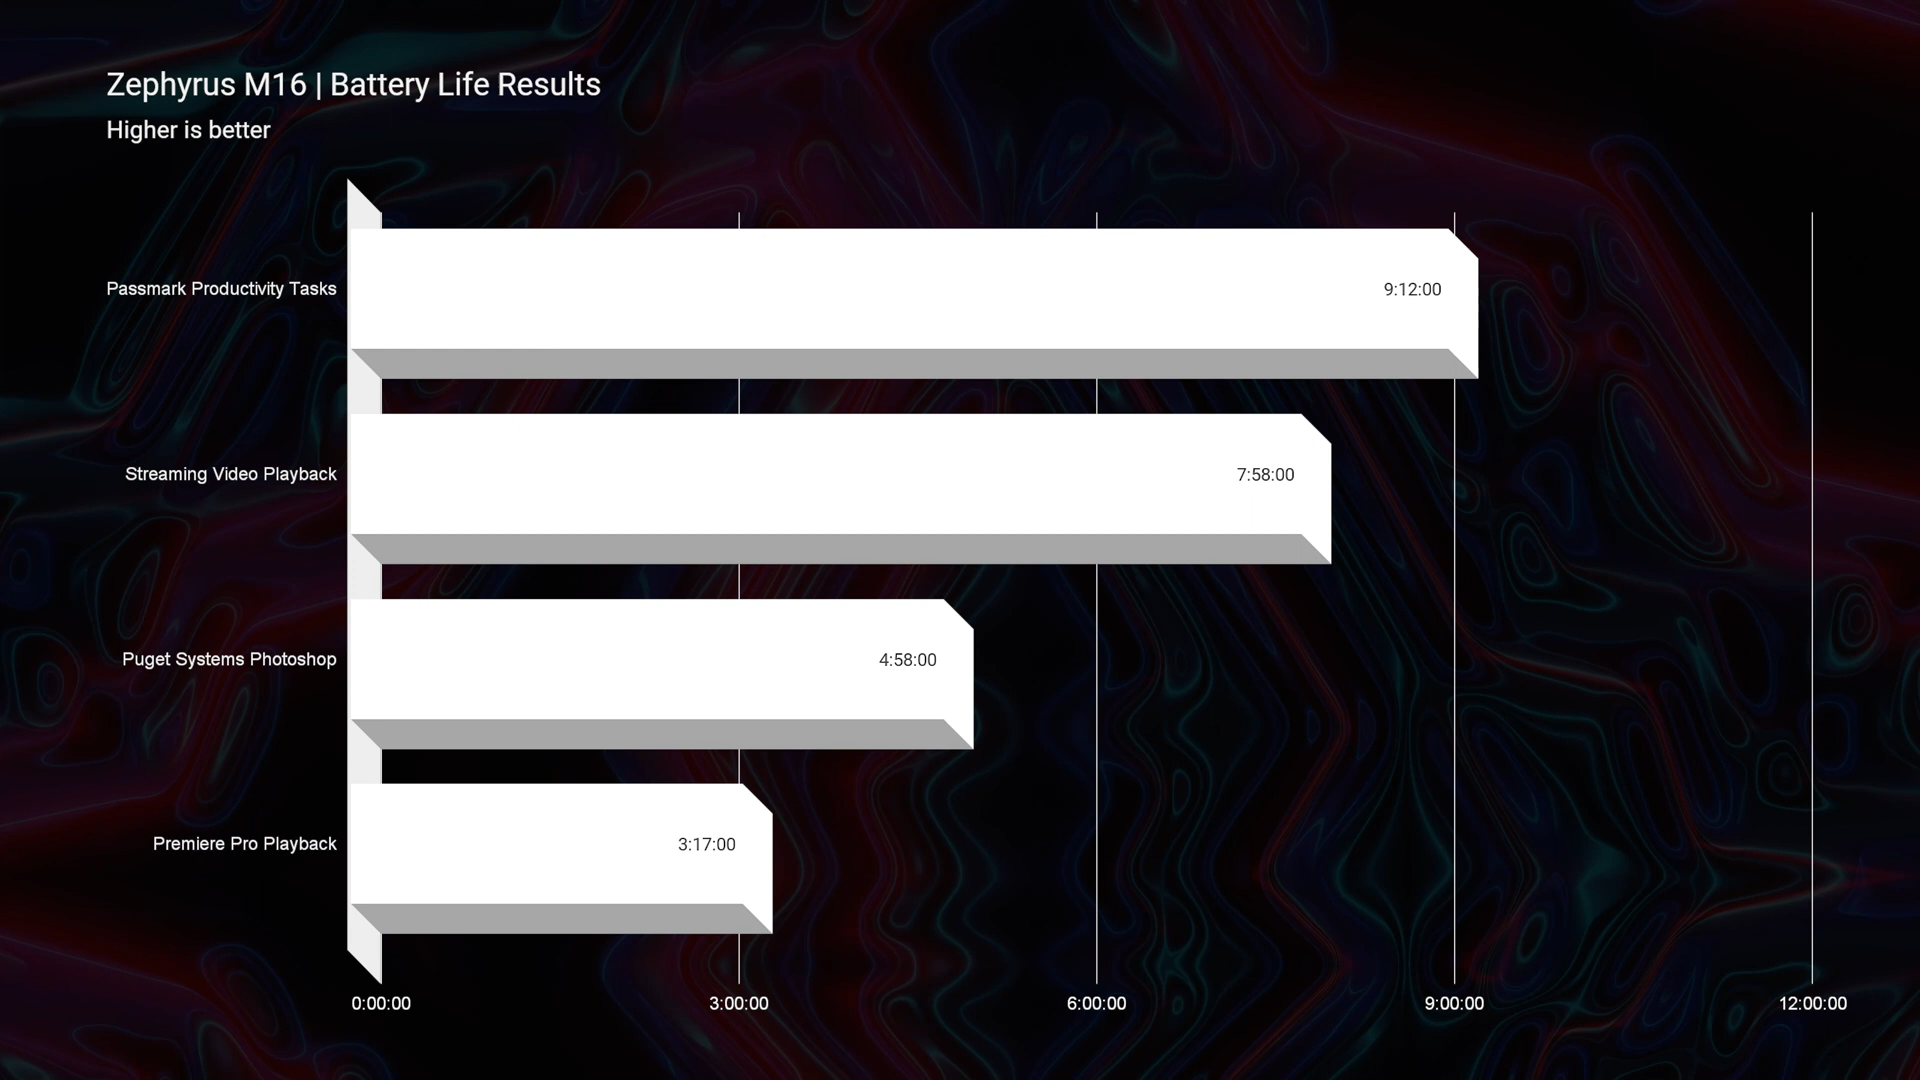 Zephyrus M16 | Battery Life Results
Higher is better
Passmark Productivity Tasks
9:12:00
Streaming Video Playback
7:58:00
Puget Systems Photoshop
4:58:00
Premiere Pro Playback
3:17:00
0:00:00
3:00:00
6:00:00
9:00:00
12:00:00